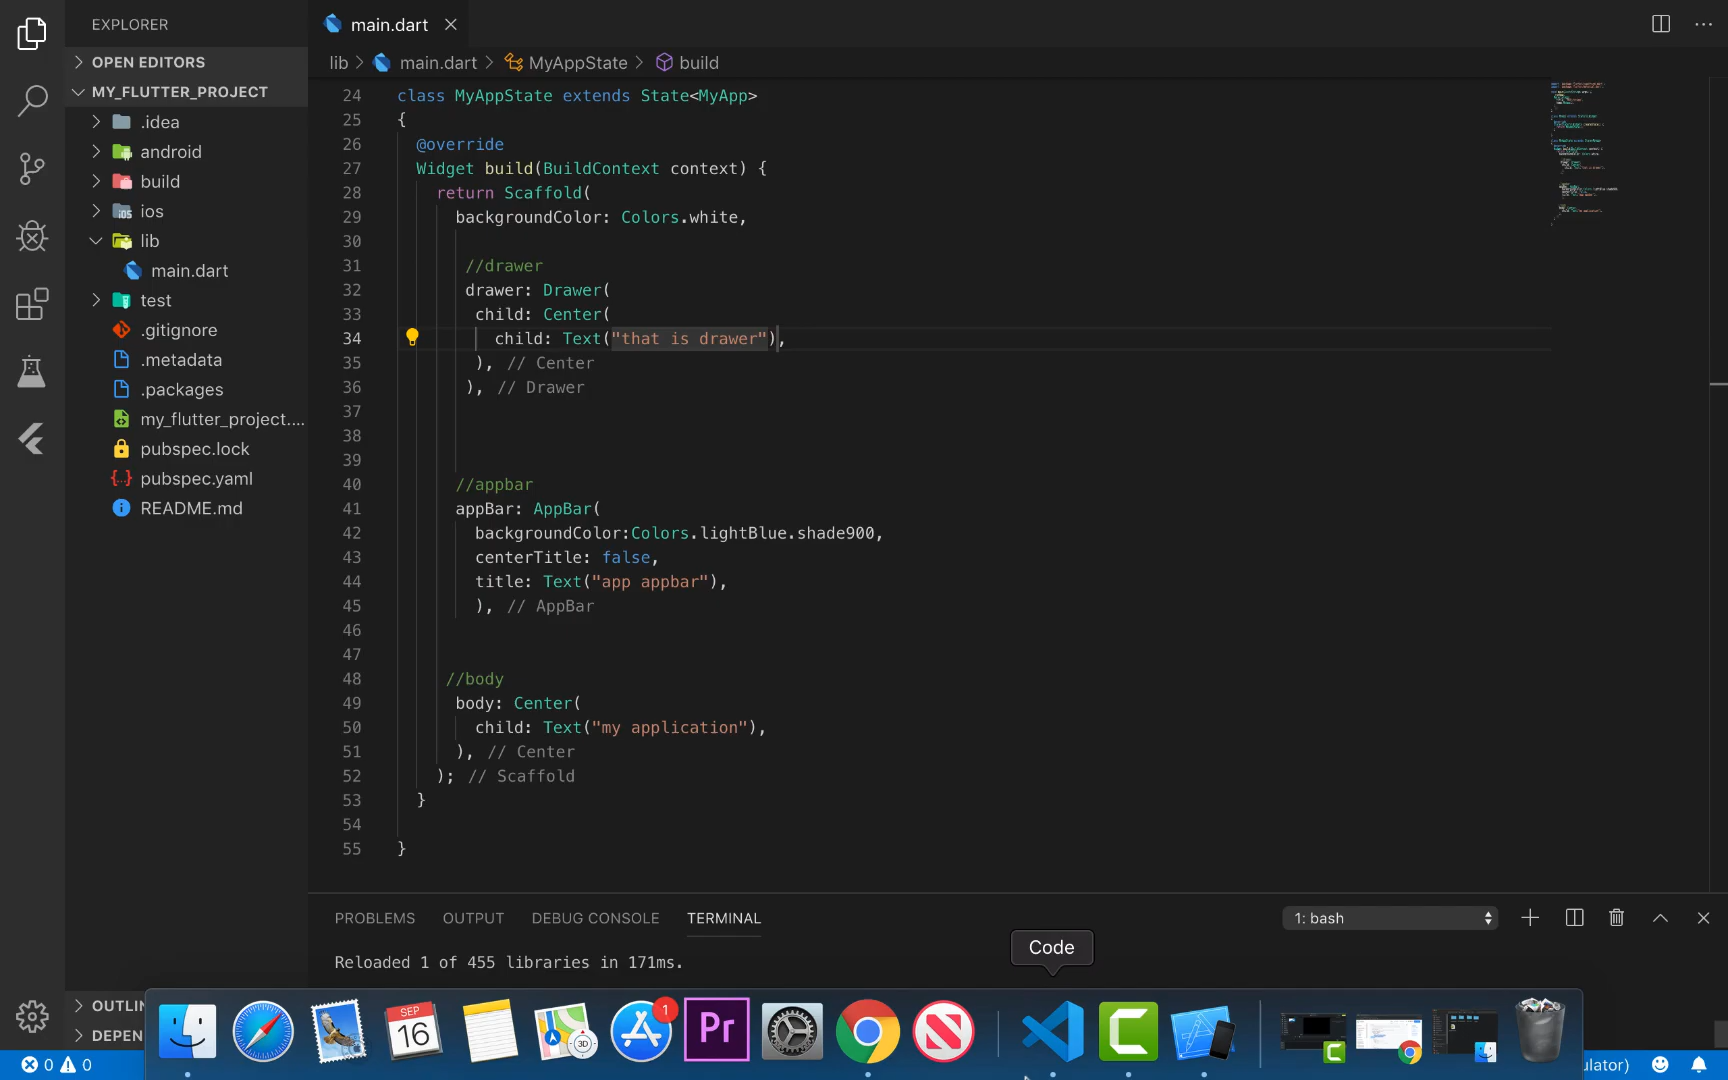 EXPLORER
main.dart
OPEN EDITORS
lib > main.dart > MyAppState > build
MY_FLUTTER_PROJECT
.idea
android
build
ios
lib
main.dart
test
.gitignore
.metadata
.packages
my_flutter_project....
pubspec.lock
pubspec.yaml
README.md
OUTLIN
DEPEN
24 class MyAppState extends State<MyApp>
25 {
26 @override
27 Widget build(BuildContext context) {
28 return Scaffold(
29 backgroundColor: Colors.white,
30
31 //drawer
32 drawer: Drawer(
33 child: Center(
34 child: Text("that is drawer"),
35 ), // Center
36 ), // Drawer
37
38
39
40 //appbar
41 appBar: AppBar(
42 backgroundColor:Colors.lightBlue.shade900,
43 centerTitle: false,
44 title: Text("app appbar"),
45 ), // AppBar
46
47
48 //body
49 body: Center(
50 child: Text("my application"),
51 ), // Center
52 ); // Scaffold
53 }
54
55 }
PROBLEMS OUTPUT DEBUG CONSOLE TERMINAL 1: bash
Code
Reloaded 1 of 455 libraries in 171ms.
SEP
16
3D
1
Pr
0 0
ulator)